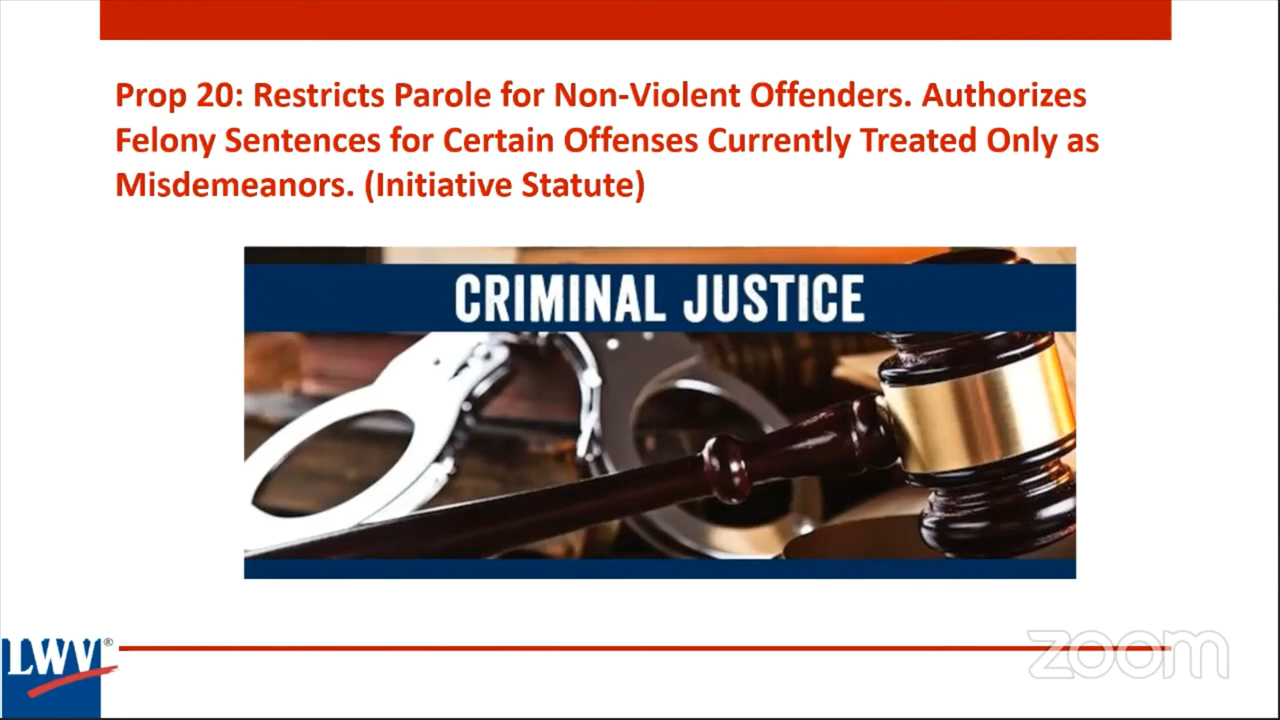 Prop 20: Restricts Parole for Non-Violent Offenders. Authorizes
Felony Sentences for Certain Offenses Currently Treated Only as
Misdemeanors. (Initiative Statute)
CRIMINAL JUSTICE
LWV®
zoom